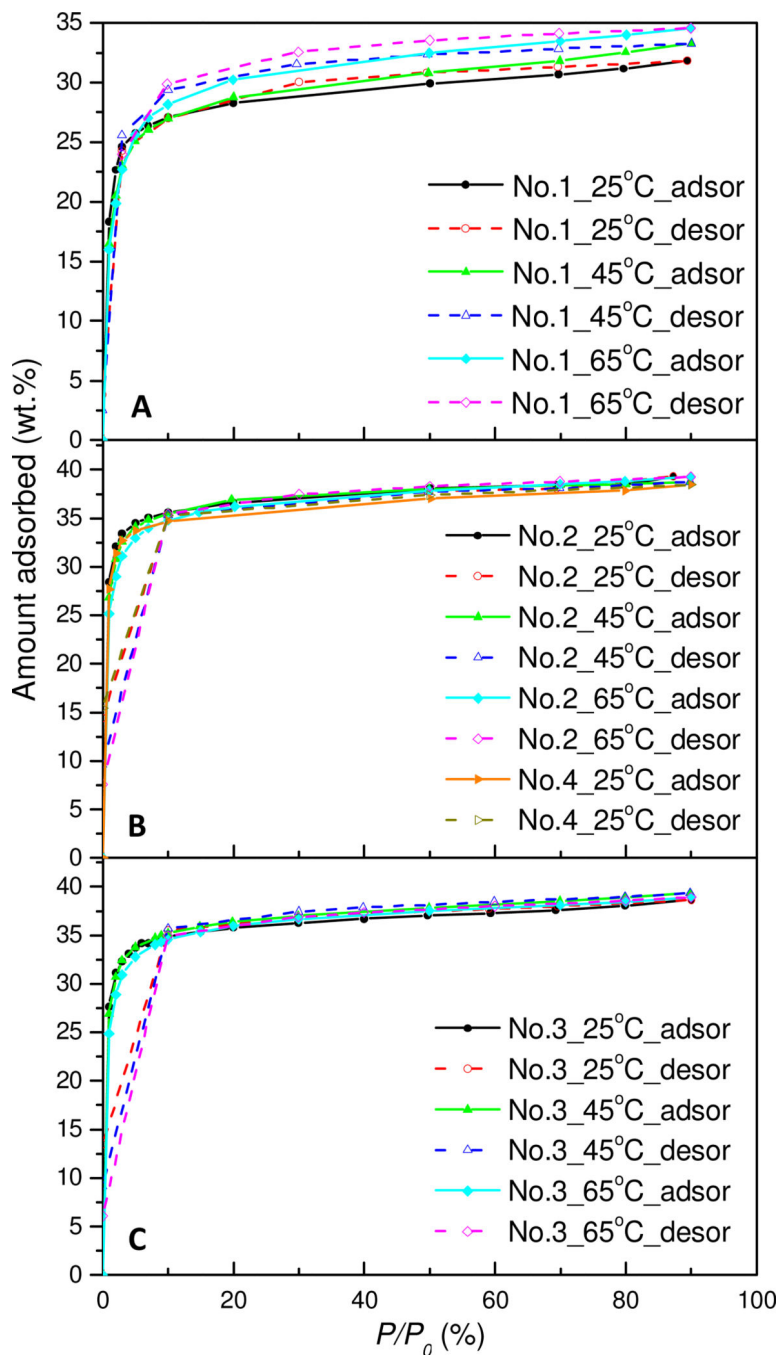 35
30
25
20
15
10
5
0
A
No.1_25°C_adsor
No.1_25°C_desor
No.1_45°C_adsor
No.1_45°C_desor
No.1_65°C_adsor
No.1_65°C_desor
Amount adsorbed (wt.%)
40
35
30
25
20
15
10
5
0
B
No.2_25°C_adsor
No.2_25°C_desor
No.2_45°C_adsor
No.2_45°C_desor
No.2_65°C_adsor
No.2_65°C_desor
No.4_25°C_adsor
No.4_25°C_desor
40
35
30
25
20
15
10
5
0
C
No.3_25°C_adsor
No.3_25°C_desor
No.3_45°C_adsor
No.3_45°C_desor
No.3_65°C_adsor
No.3_65°C_desor
0 20 40 60 80 100
P/P₀ (%)